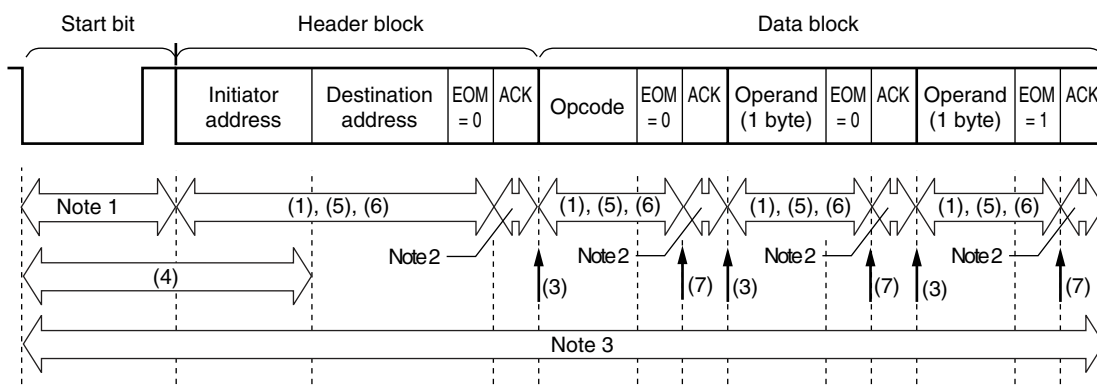 Start bit Header block Data block
Initiator address Destination address EOM = 0 ACK Opcode EOM = 0 ACK Operand (1 byte) EOM = 0 ACK Operand (1 byte) EOM = 1 ACK
Note 1 (1), (5), (6) (1), (5), (6) (1), (5), (6) (1), (5), (6)
Note 2 Note 2 Note 2 Note 2
(4) (3) (7) (3) (7) (3) (7)
Note 3